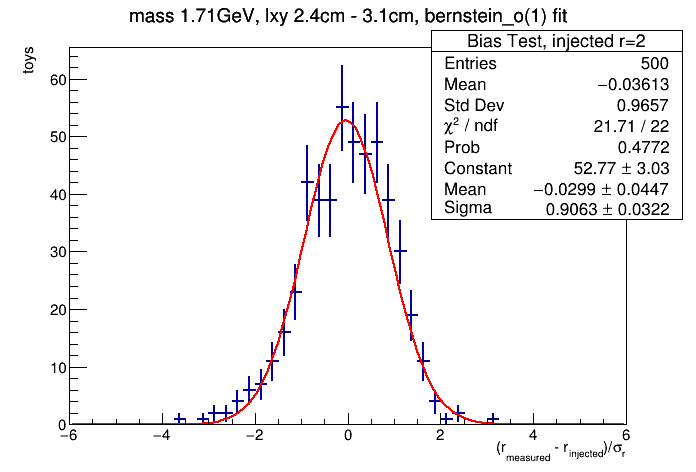 mass 1.71GeV, lxy 2.4cm - 3.1cm, bernstein_o(1) fit
toys
Bias Test, injected r=2
Entries 500
Mean −0.03613
Std Dev 0.9657
χ² / ndf 21.71 / 22
Prob 0.4772
Constant 52.77 ± 3.03
Mean −0.0299 ± 0.0447
Sigma 0.9063 ± 0.0322
60
50
40
30
20
10
0
−6 −4 −2 0 2 4 6
(r_measured - r_injected)/σ_r